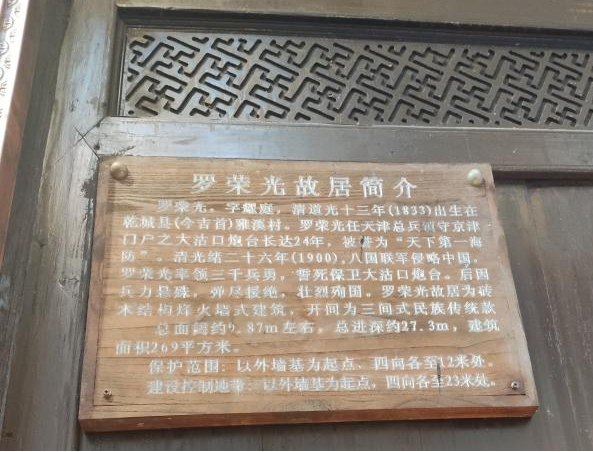 罗荣光故居简介
罗荣光，字耀庭，清道光十三年(1833)出生在
乾城县(今吉首)雅溪村。罗荣光任天津总兵镇守京津
门户之大沽口炮台长达24年，被誉为“天下第一海
防”。清光绪二十六年(1900)，八国联军侵略中国，
罗荣光率领三千兵勇，誓死保卫大沽口炮台。后因
兵力悬殊，弹尽援绝，壮烈殉国。罗荣光故居为砖
木结构烽火墙式建筑，开间为三间式民族传统款
总面阔约9.87m左右，总进深约27.3m，建筑
面积269平方米。
保护范围：以外墙基为起点，四向各至12米处。
建设控制地带：以外墙基为起点，四向各至23米处。